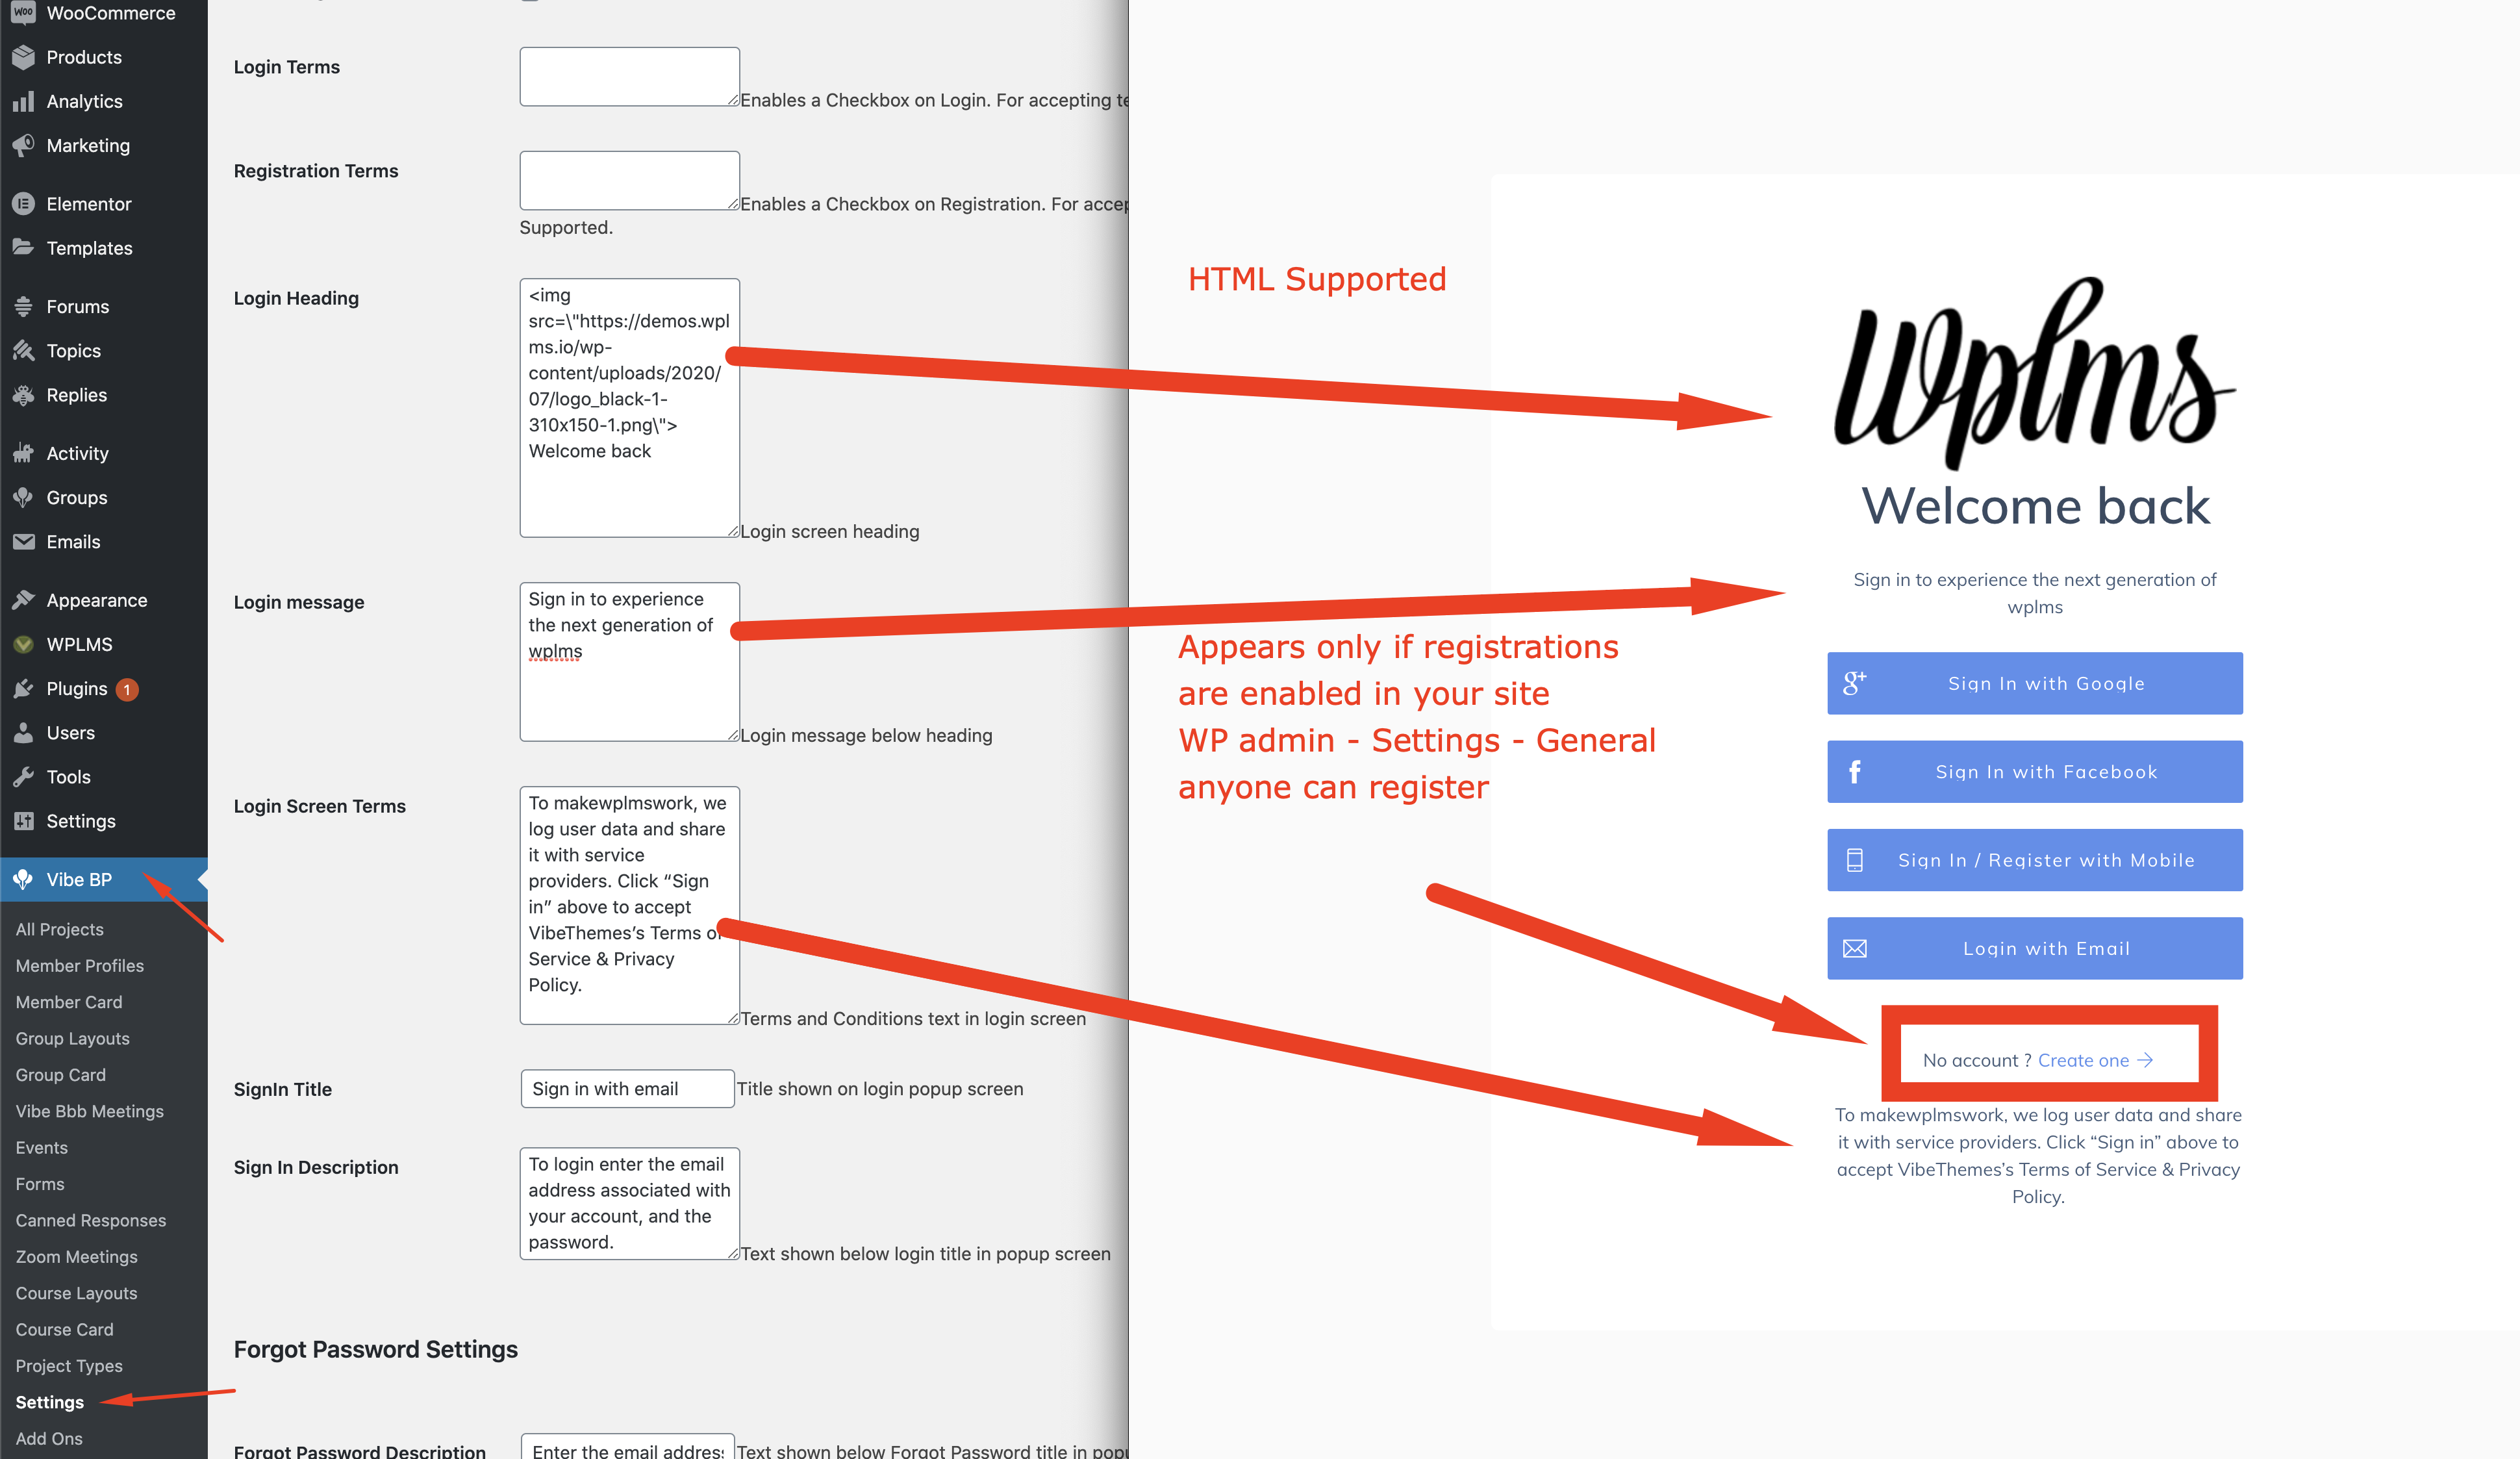 WooCommerce
Products
Analytics
Marketing
Elementor
Templates
Forums
Topics
Replies
Activity
Groups
Emails
Appearance
WPLMS
Plugins 1
Users
Tools
Settings
Vibe BP
All Projects
Member Profiles
Member Card
Group Layouts
Group Card
Vibe Bbb Meetings
Events
Forms
Canned Responses
Zoom Meetings
Course Layouts
Course Card
Project Types
Settings
Add Ons
Login Terms
Enables a Checkbox on Login. For accepting
Registration Terms
Enables a Checkbox on Registration. For
Supported.
Login Heading
<img
src=\"https://demos.wpl
ms.io/wp-
content/uploads/2020/
07/logo_black-1-
310x150-1.png\">
Welcome back
Login screen heading
Login message
Sign in to experience
the next generation of
wplms
Login message below heading
Login Screen Terms
To makewplmswork, we
log user data and share
it with service
providers. Click “Sign
in” above to accept
VibeThemes’s Terms of
Service & Privacy
Policy.
Terms and Conditions text in login screen
SignIn Title
Sign in with email
Title shown on login popup screen
Sign In Description
To login enter the email
address associated with
your account, and the
password.
Text shown below login title in popup screen
Forgot Password Settings
Forgot Password Description
Enter the email
Text shown below Forgot Password title in
HTML Supported
Appears only if registrations
are enabled in your site
WP admin - Settings - General
anyone can register
Wplms
Welcome back
Sign in to experience the next generation of
wplms
g+ Sign In with Google
f Sign In with Facebook
Sign In / Register with Mobile
Login with Email
No account ? Create one →
To makewplmswork, we log user data and share
it with service providers. Click “Sign in” above to
accept VibeThemes’s Terms of Service & Privacy
Policy.